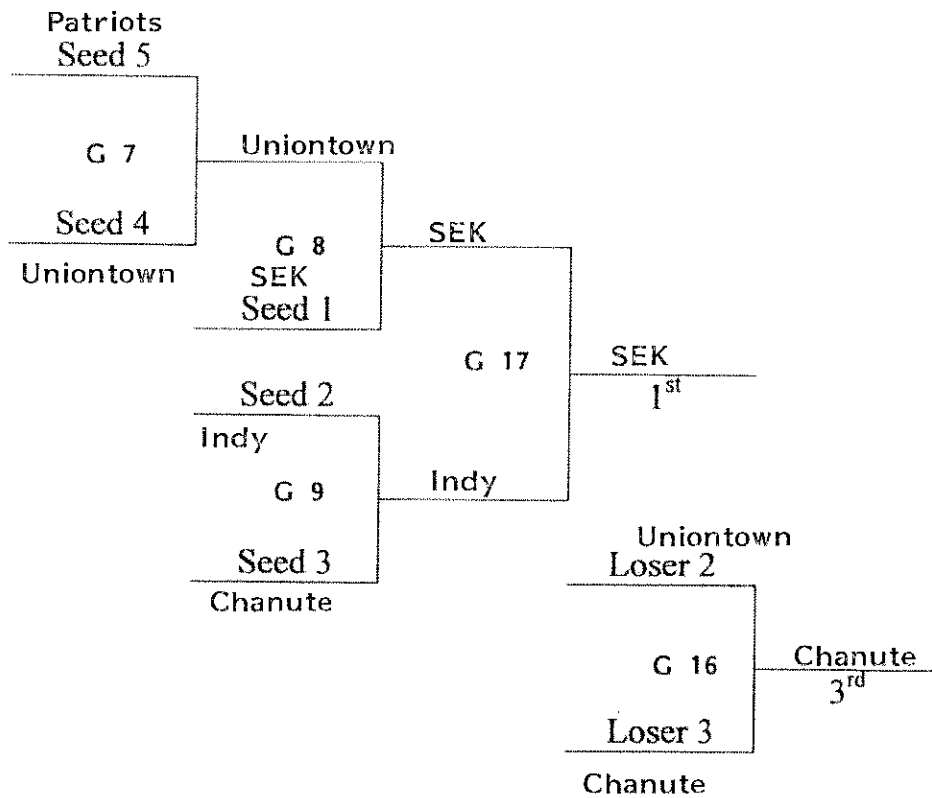 Patriots
Seed 5
G 7
Uniontown
Seed 4
Uniontown
G 8
SEK
SEK
Seed 1
G 17
SEK
1st
Seed 2
Indy
G 9
Indy
Seed 3
Chanute
Uniontown
Loser 2
G 16
Chanute
3rd
Loser 3
Chanute